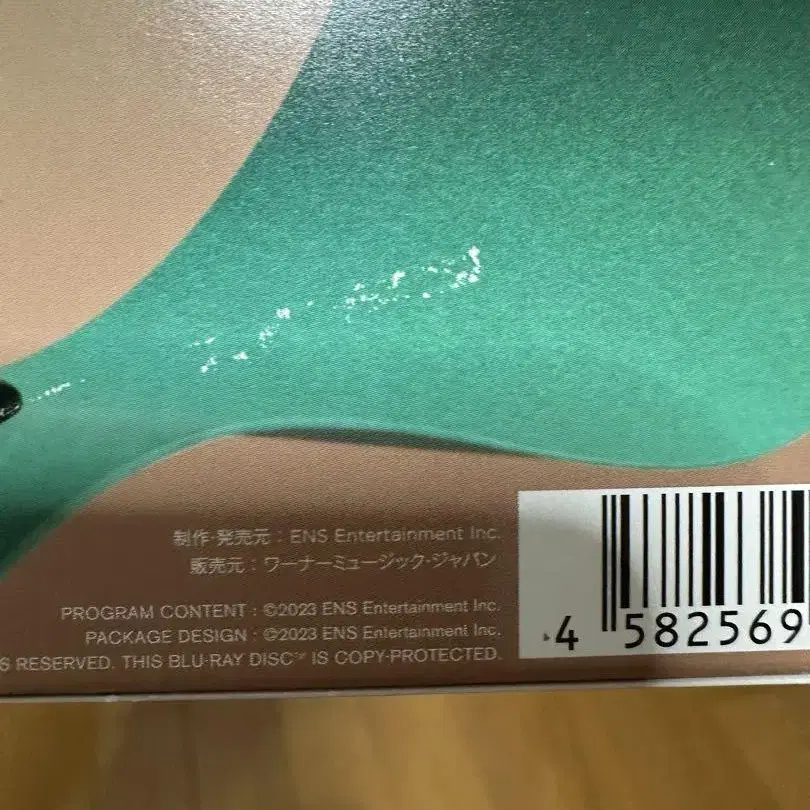 制作・発売元：ENS Entertainment Inc.
販売元：ワーナーミュージック・ジャパン
PROGRAM CONTENT : ©2023 ENS Entertainment Inc.
PACKAGE DESIGN : ©2023 ENS Entertainment Inc.
S RESERVED. THIS BLU-RAY DISC™ IS COPY-PROTECTED.
4 582569